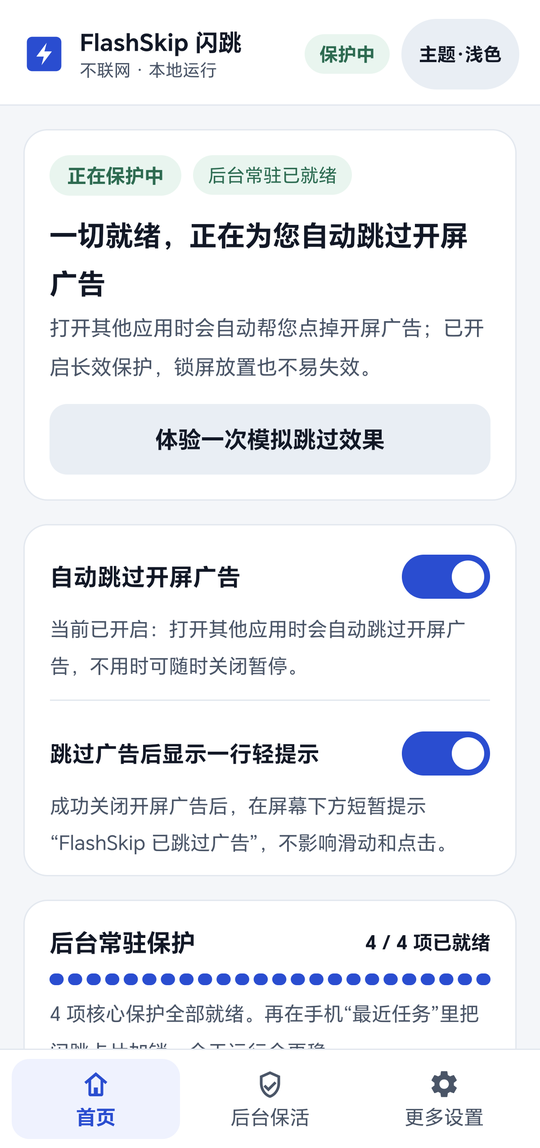 FlashSkip 闪跳
不联网 · 本地运行
保护中
主题·浅色
正在保护中
后台常驻已就绪
一切就绪，正在为您自动跳过开屏
广告
打开其他应用时会自动帮您点掉开屏广告；已开
启长效保护，锁屏放置也不易失效。
体验一次模拟跳过效果
自动跳过开屏广告
当前已开启：打开其他应用时会自动跳过开屏广
告，不用时可随时关闭暂停。
跳过广告后显示一行轻提示
成功关闭开屏广告后，在屏幕下方短暂提示
“FlashSkip 已跳过广告”，不影响滑动和点击。
后台常驻保护
4 / 4 项已就绪
4 项核心保护全部就绪。再在手机“最近任务”里把
首页
后台保活
更多设置